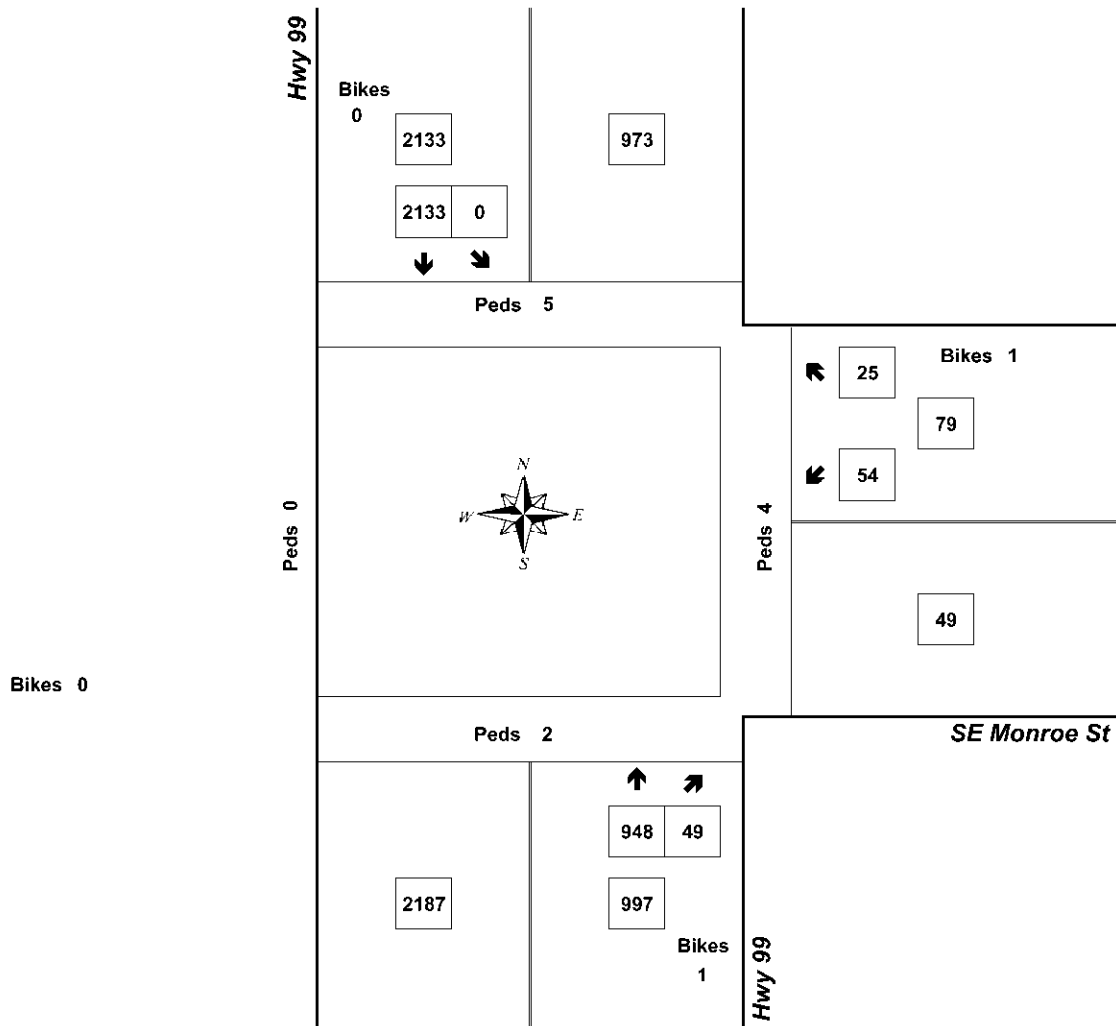 Hwy 99
Bikes
0
2133
973
2133 0
Peds 5
25
Bikes 1
79
54
N
W E
S
Peds 0
Peds 4
49
Bikes 0
Peds 2
SE Monroe St
948 49
2187
997
Bikes
1
Hwy 99